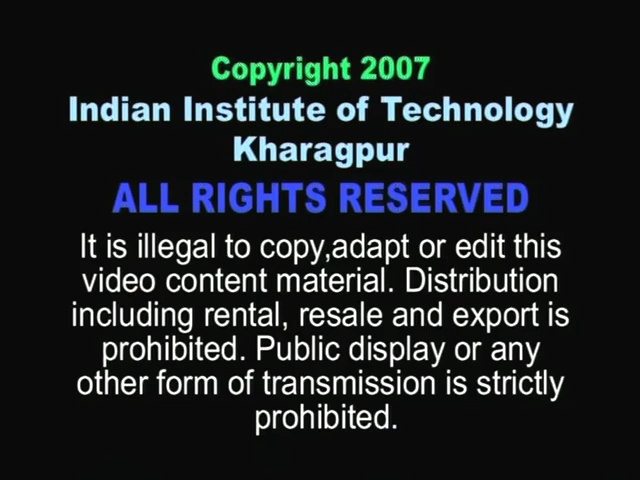 Copyright 2007
Indian Institute of Technology
Kharagpur
ALL RIGHTS RESERVED
It is illegal to copy,adapt or edit this
video content material. Distribution
including rental, resale and export is
prohibited. Public display or any
other form of transmission is strictly
prohibited.